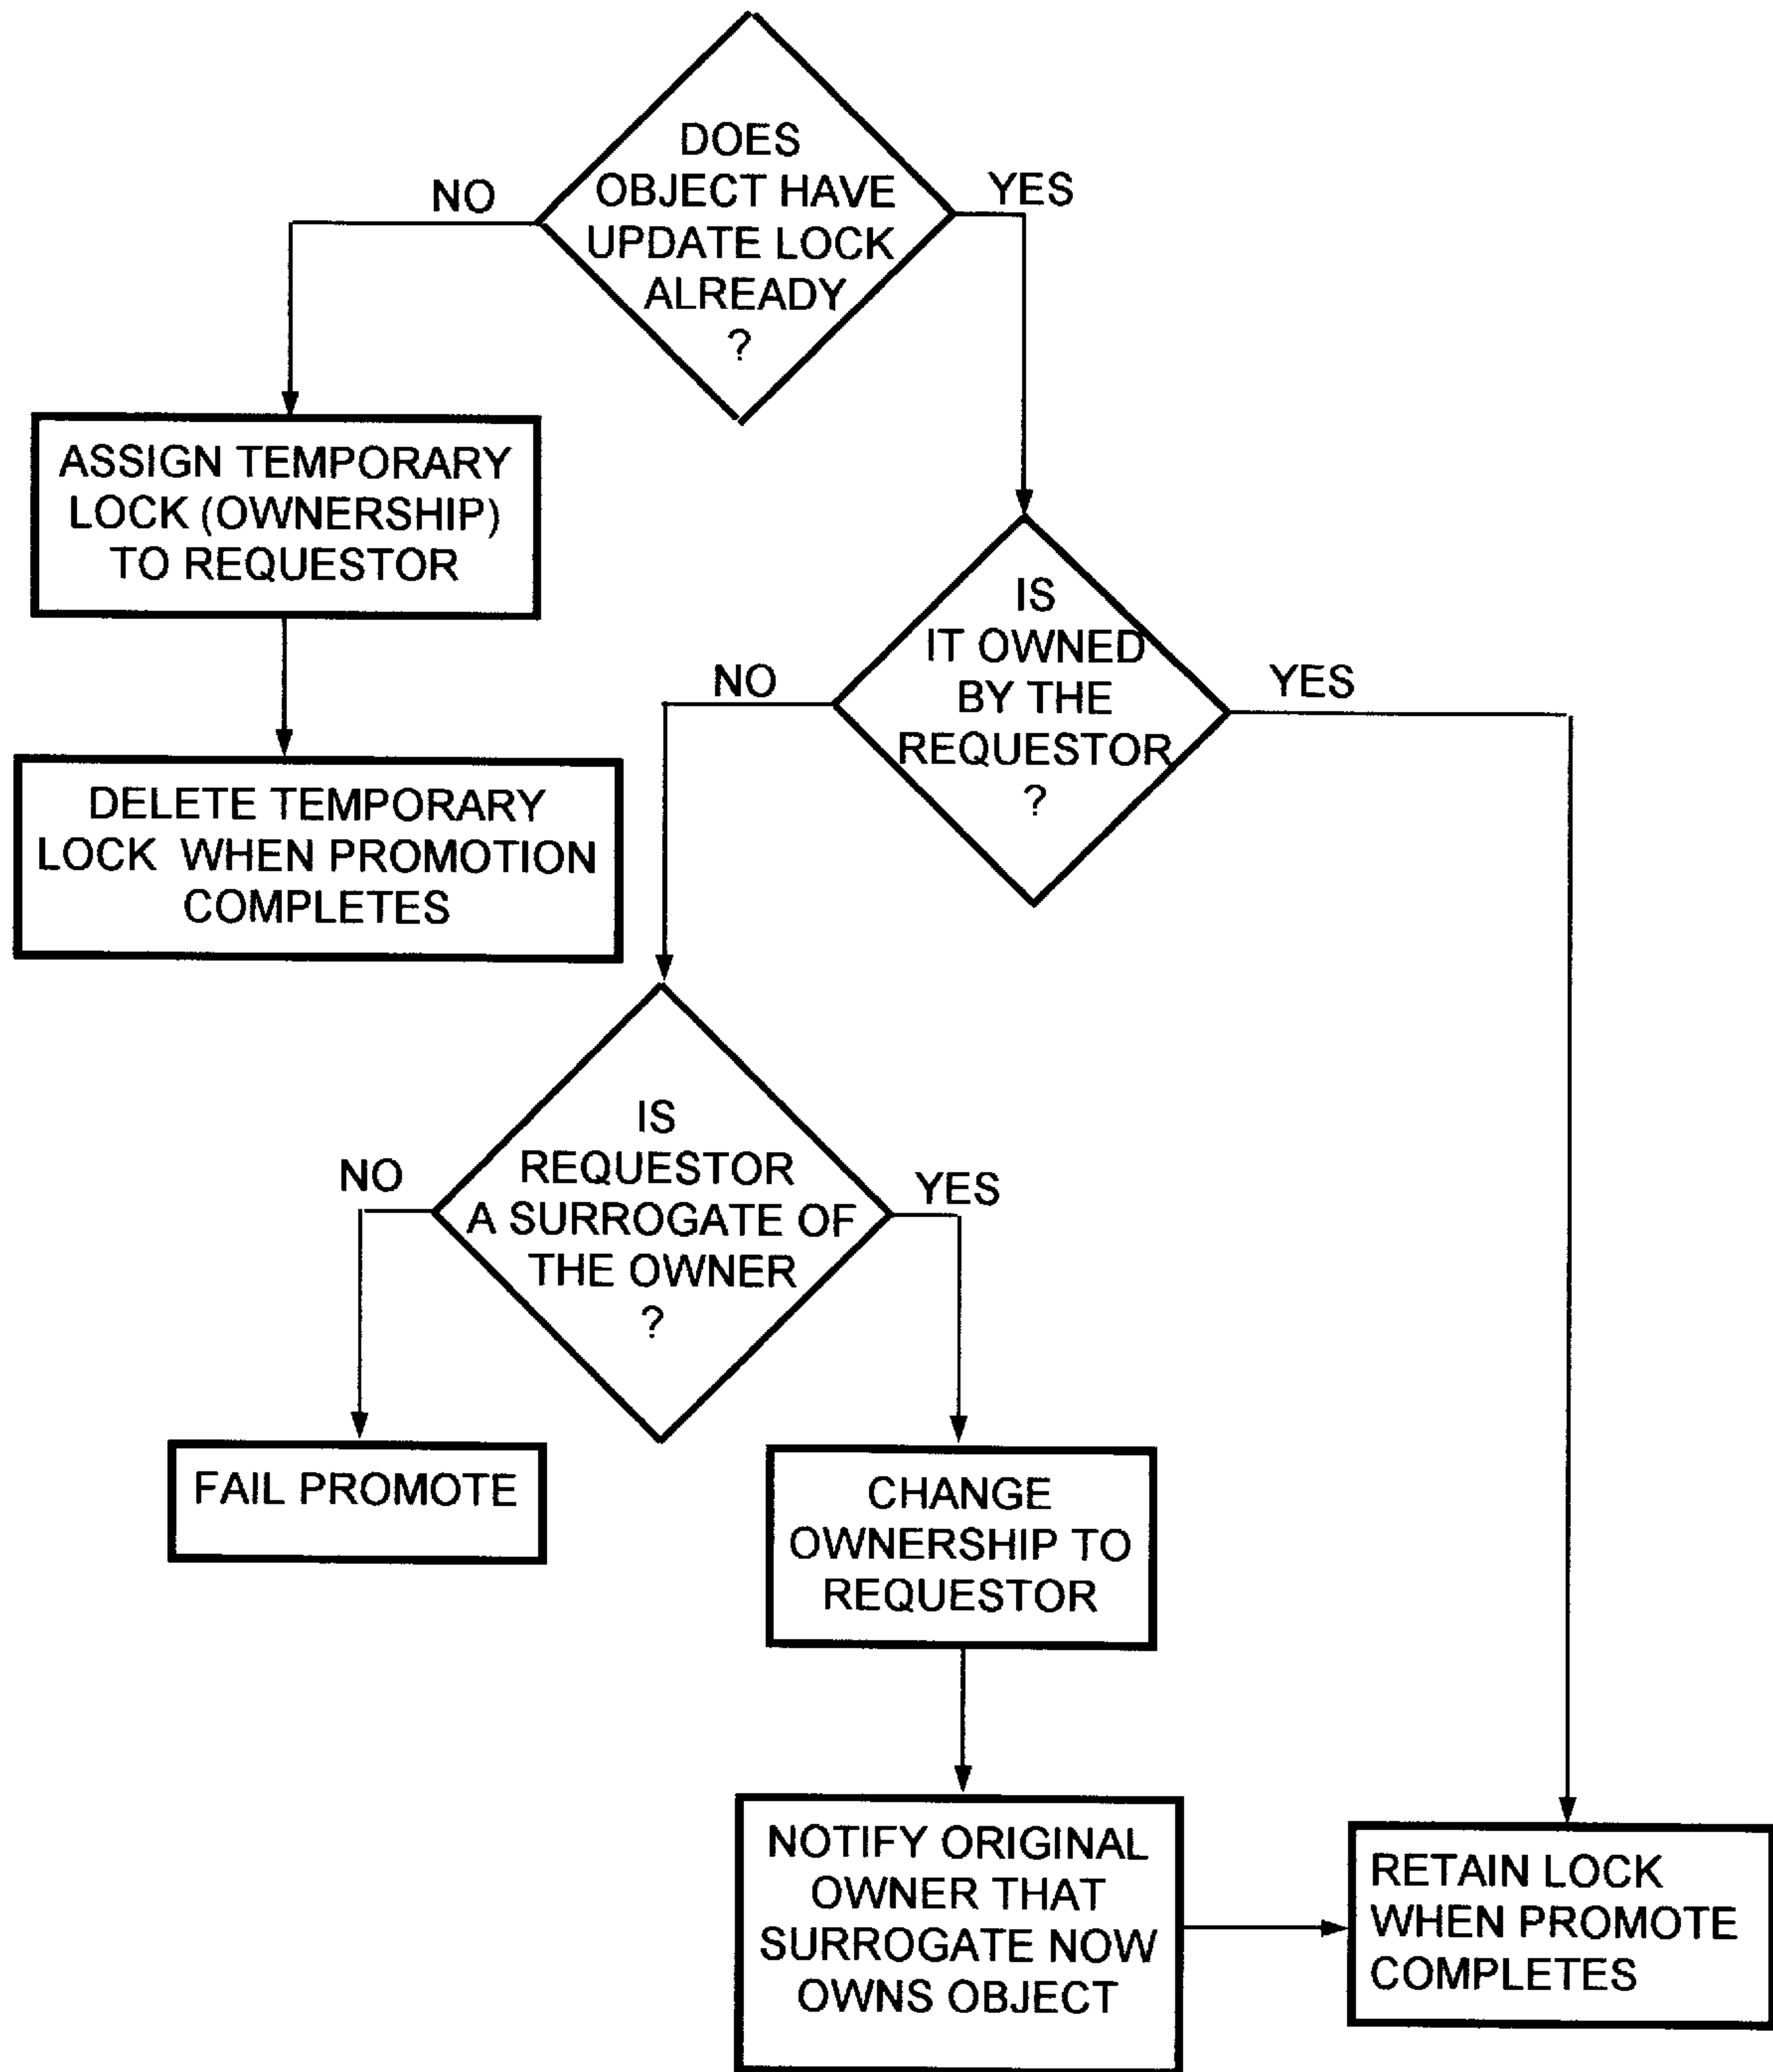 DOES
OBJECT HAVE
UPDATE LOCK
ALREADY
?
NO
YES
ASSIGN TEMPORARY
LOCK (OWNERSHIP)
TO REQUESTOR
IS
IT OWNED
BY THE
REQUESTOR
?
NO
YES
DELETE TEMPORARY
LOCK WHEN PROMOTION
COMPLETES
IS
REQUESTOR
A SURROGATE OF
THE OWNER
?
NO
YES
FAIL PROMOTE
CHANGE
OWNERSHIP TO
REQUESTOR
NOTIFY ORIGINAL
OWNER THAT
SURROGATE NOW
OWNS OBJECT
RETAIN LOCK
WHEN PROMOTE
COMPLETES